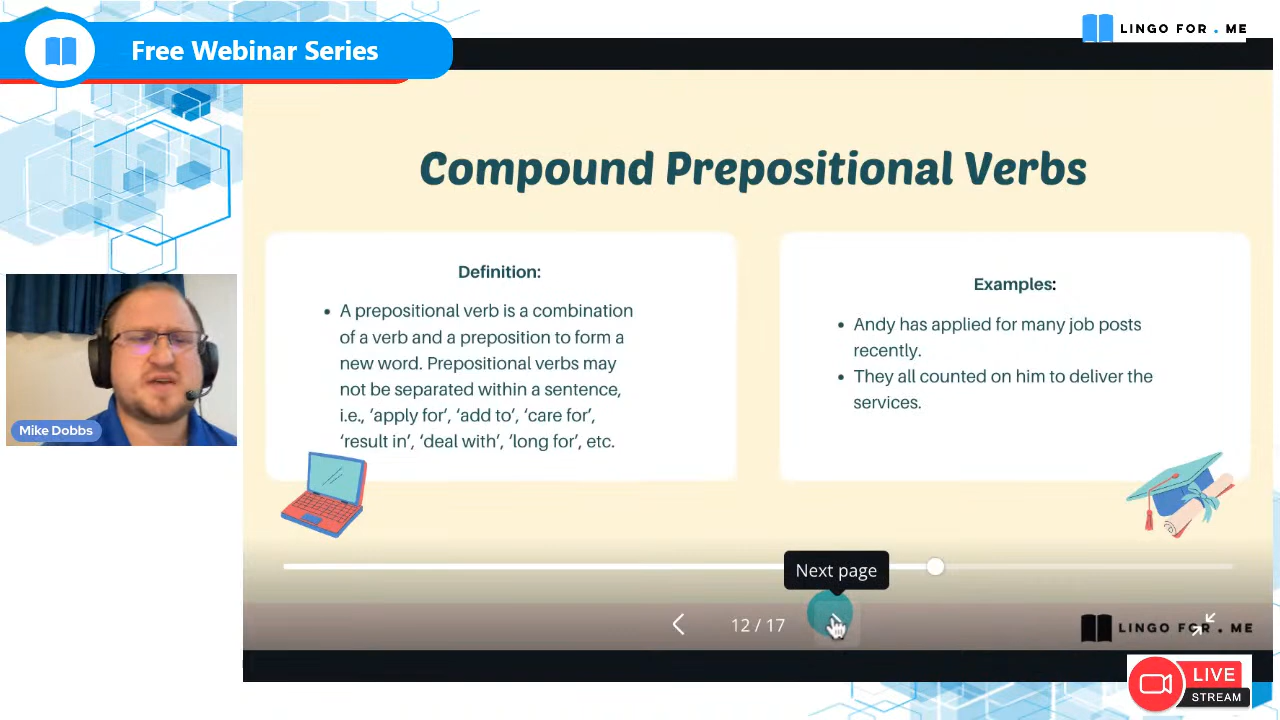 Free Webinar Series
LINGO FOR . ME
Compound Prepositional Verbs
Definition:
• A prepositional verb is a combination
of a verb and a preposition to form a
new word. Prepositional verbs may
not be separated within a sentence,
i.e., ‘apply for’, ‘add to’, ‘care for’,
‘result in’, ‘deal with’, ‘long for’, etc.
Examples:
• Andy has applied for many job posts
recently.
• They all counted on him to deliver the
services.
Mike Dobbs
Next page
12 / 17
LINGO FOR . ME
LIVE
STREAM